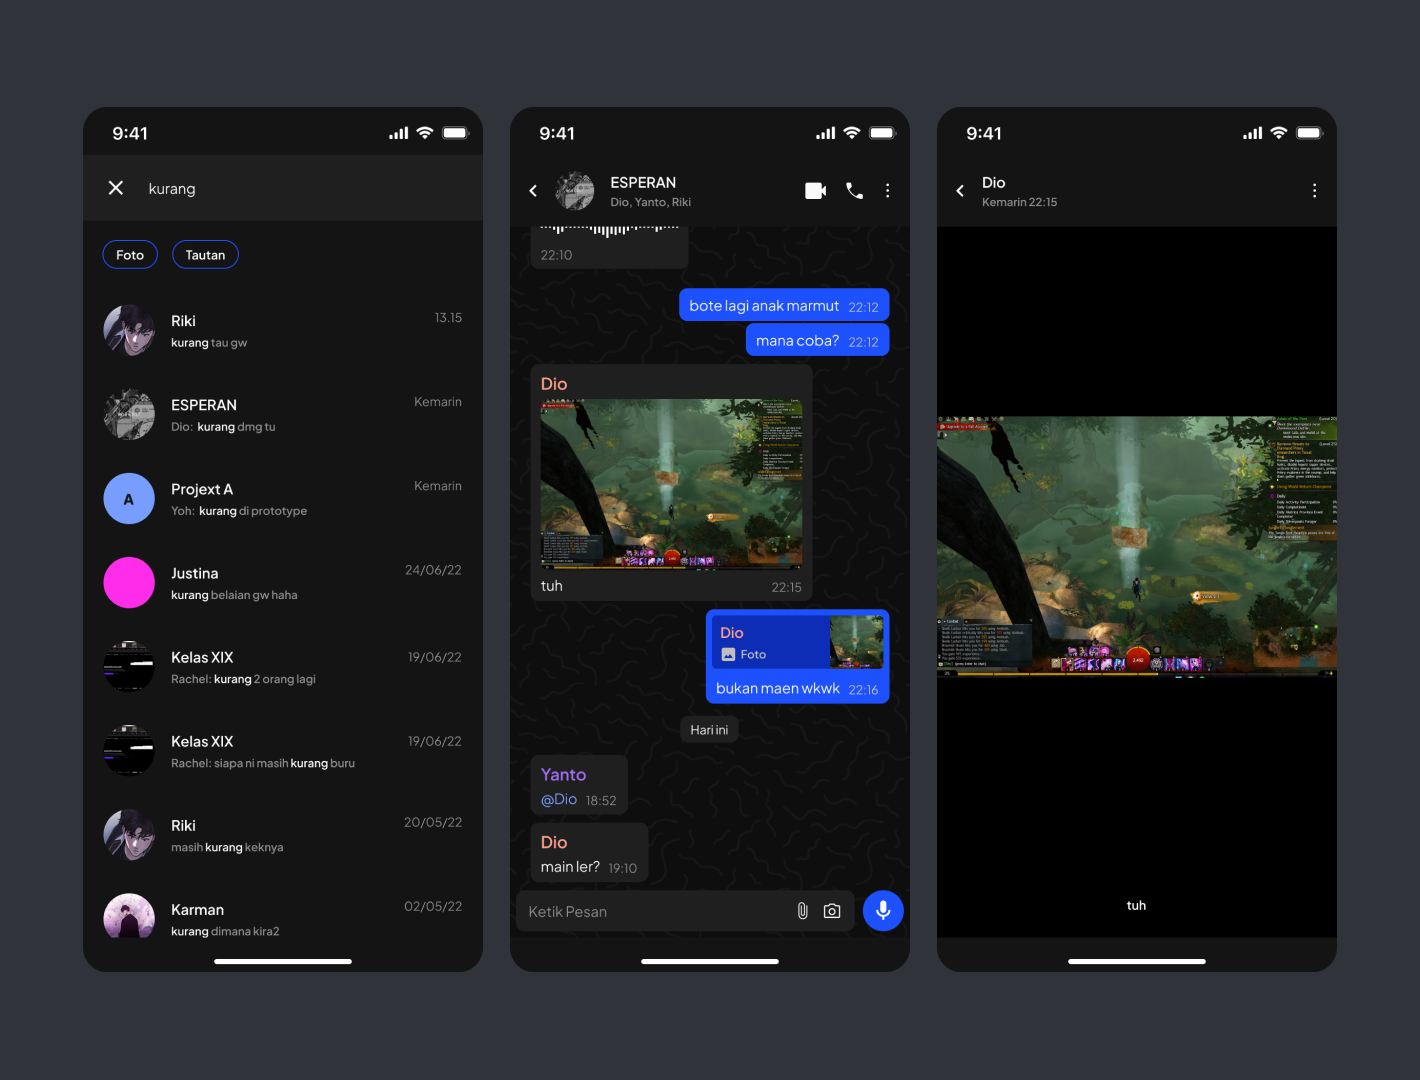 9:41
kurang
Foto
Tautan
Riki
13.15
kurang tau gw
ESPERAN
Kemarin
Dio: kurang dmg tu
A
Projext A
Kemarin
Yoh: kurang di prototype
Justina
24/06/22
kurang belaian gw haha
Kelas XIX
19/06/22
Rachel: kurang 2 orang lagi
Kelas XIX
19/06/22
Rachel: siapa ni masih kurang buru
Riki
20/05/22
masih kurang keknya
Karman
02/05/22
kurang dimana kira2
9:41
ESPERAN
Dio, Yanto, Riki
22:10
bote lagi anak marmut 22:12
mana coba? 22:12
Dio
tuh 22:15
Dio
Foto
bukan maen wkwk 22:16
Hari ini
Yanto
@Dio 18:52
Dio
main ler? 19:10
Ketik Pesan
9:41
Dio
Kemarin 22:15
tuh